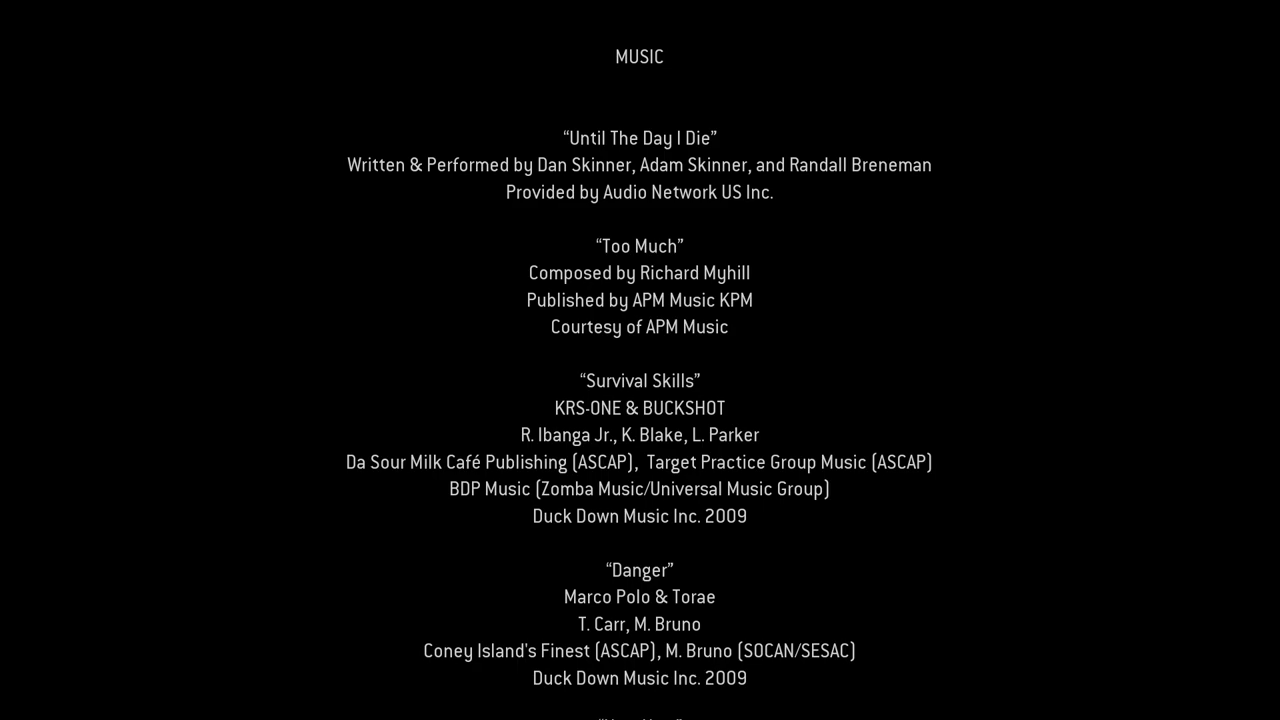 MUSIC
“Until The Day I Die”
Written & Performed by Dan Skinner, Adam Skinner, and Randall Breneman
Provided by Audio Network US Inc.
“Too Much”
Composed by Richard Myhill
Published by APM Music KPM
Courtesy of APM Music
“Survival Skills”
KRS-ONE & BUCKSHOT
R. Ibanga Jr., K. Blake, L. Parker
Da Sour Milk Café Publishing (ASCAP),  Target Practice Group Music (ASCAP)
BDP Music (Zomba Music/Universal Music Group)
Duck Down Music Inc. 2009
“Danger”
Marco Polo & Torae
T. Carr, M. Bruno
Coney Island's Finest (ASCAP), M. Bruno (SOCAN/SESAC)
Duck Down Music Inc. 2009